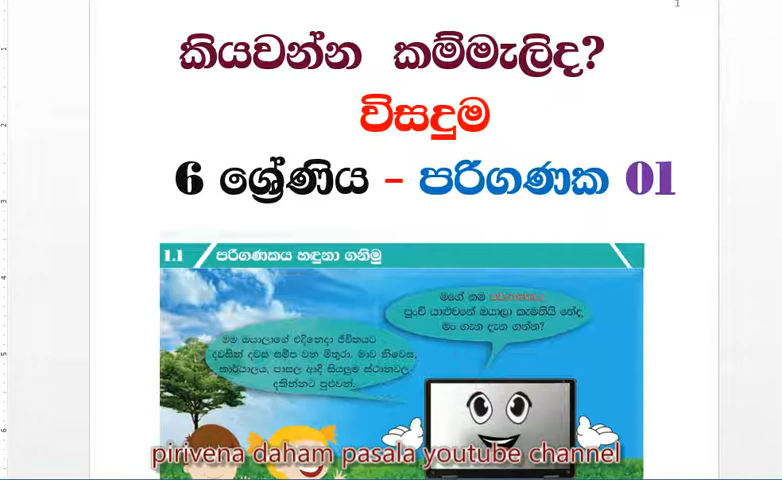 1
කියවන්න කම්මැලිද?
විසඳුම
6 ශ්‍රේණිය - පරිගණක 01
1.1 පරිගණකය හඳුනා ගනිමු
මගේ නම පරිගණකය
පුංචි යාළුවනේ ඔයාලා කැමතියි නේද
මං ගැන දැන ගන්න?
මම ඔයාලාගේ එදිනෙදා ජීවිතයට
දවසින් දවස සමීප වන මිතුරා. මාව නිවෙස,
කාර්යාලය, පාසල ආදී සියලුම ස්ථානවල
දකින්නට පුළුවන්.
pirivena daham pasala youtube channel